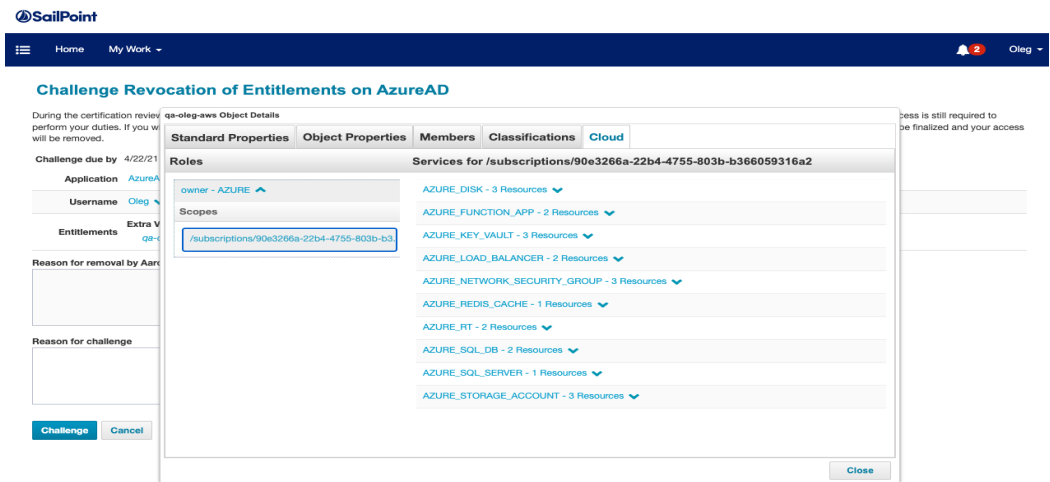 SailPoint
Home My Work 2 Oleg
Challenge Revocation of Entitlements on AzureAD
During the certification review cess is still required to
perform your duties. If you w be finalized and your access
will be removed.
Challenge due by 4/22/21
Application AzureA
Username Oleg
Entitlements Extra V
qa-
Reason for removal by Aaro
Reason for challenge
Challenge Cancel
qa-oleg-aws Object Details
Standard Properties Object Properties Members Classifications Cloud
Roles Services for /subscriptions/90e3266a-22b4-4755-803b-b366059316a2
owner - AZURE
Scopes
/subscriptions/90e3266a-22b4-4755-803b-b3.
AZURE_DISK - 3 Resources
AZURE_FUNCTION_APP - 2 Resources
AZURE_KEY_VAULT - 3 Resources
AZURE_LOAD_BALANCER - 2 Resources
AZURE_NETWORK_SECURITY_GROUP - 3 Resources
AZURE_REDIS_CACHE - 1 Resources
AZURE_RT - 2 Resources
AZURE_SQL_DB - 2 Resources
AZURE_SQL_SERVER - 1 Resources
AZURE_STORAGE_ACCOUNT - 3 Resources
Close